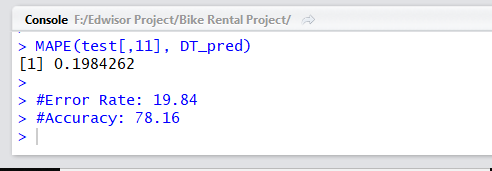 Console F:/Edwisor Project/Bike Rental Project/
>
> MAPE(test[,11], DT_pred)
[1] 0.1984262
>
> #Error Rate: 19.84
> #Accuracy: 78.16
>